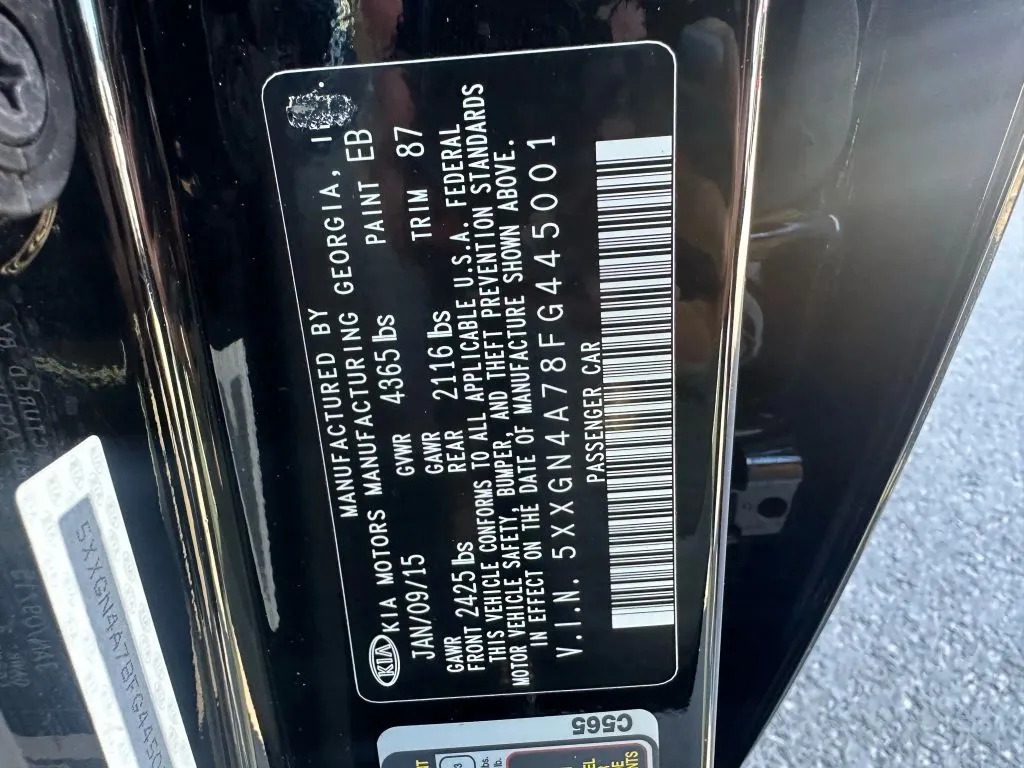 MANUFACTURED BY
KIA KIA MOTORS MANUFACTURING GEORGIA,
JAN/09/15 GVWR 4365 lbs PAINT EB
GAWR FRONT 2425 lbs GAWR REAR 2116 lbs TRIM 87
THIS VEHICLE CONFORMS TO ALL APPLICABLE U.S.A. FEDERAL
MOTOR VEHICLE SAFETY, BUMPER, AND THEFT PREVENTION STANDARDS
IN EFFECT ON THE DATE OF MANUFACTURE SHOWN ABOVE.
V.I.N. 5XXGN4A78FG445001
PASSENGER CAR
C565
5XXGN4A78FG4450